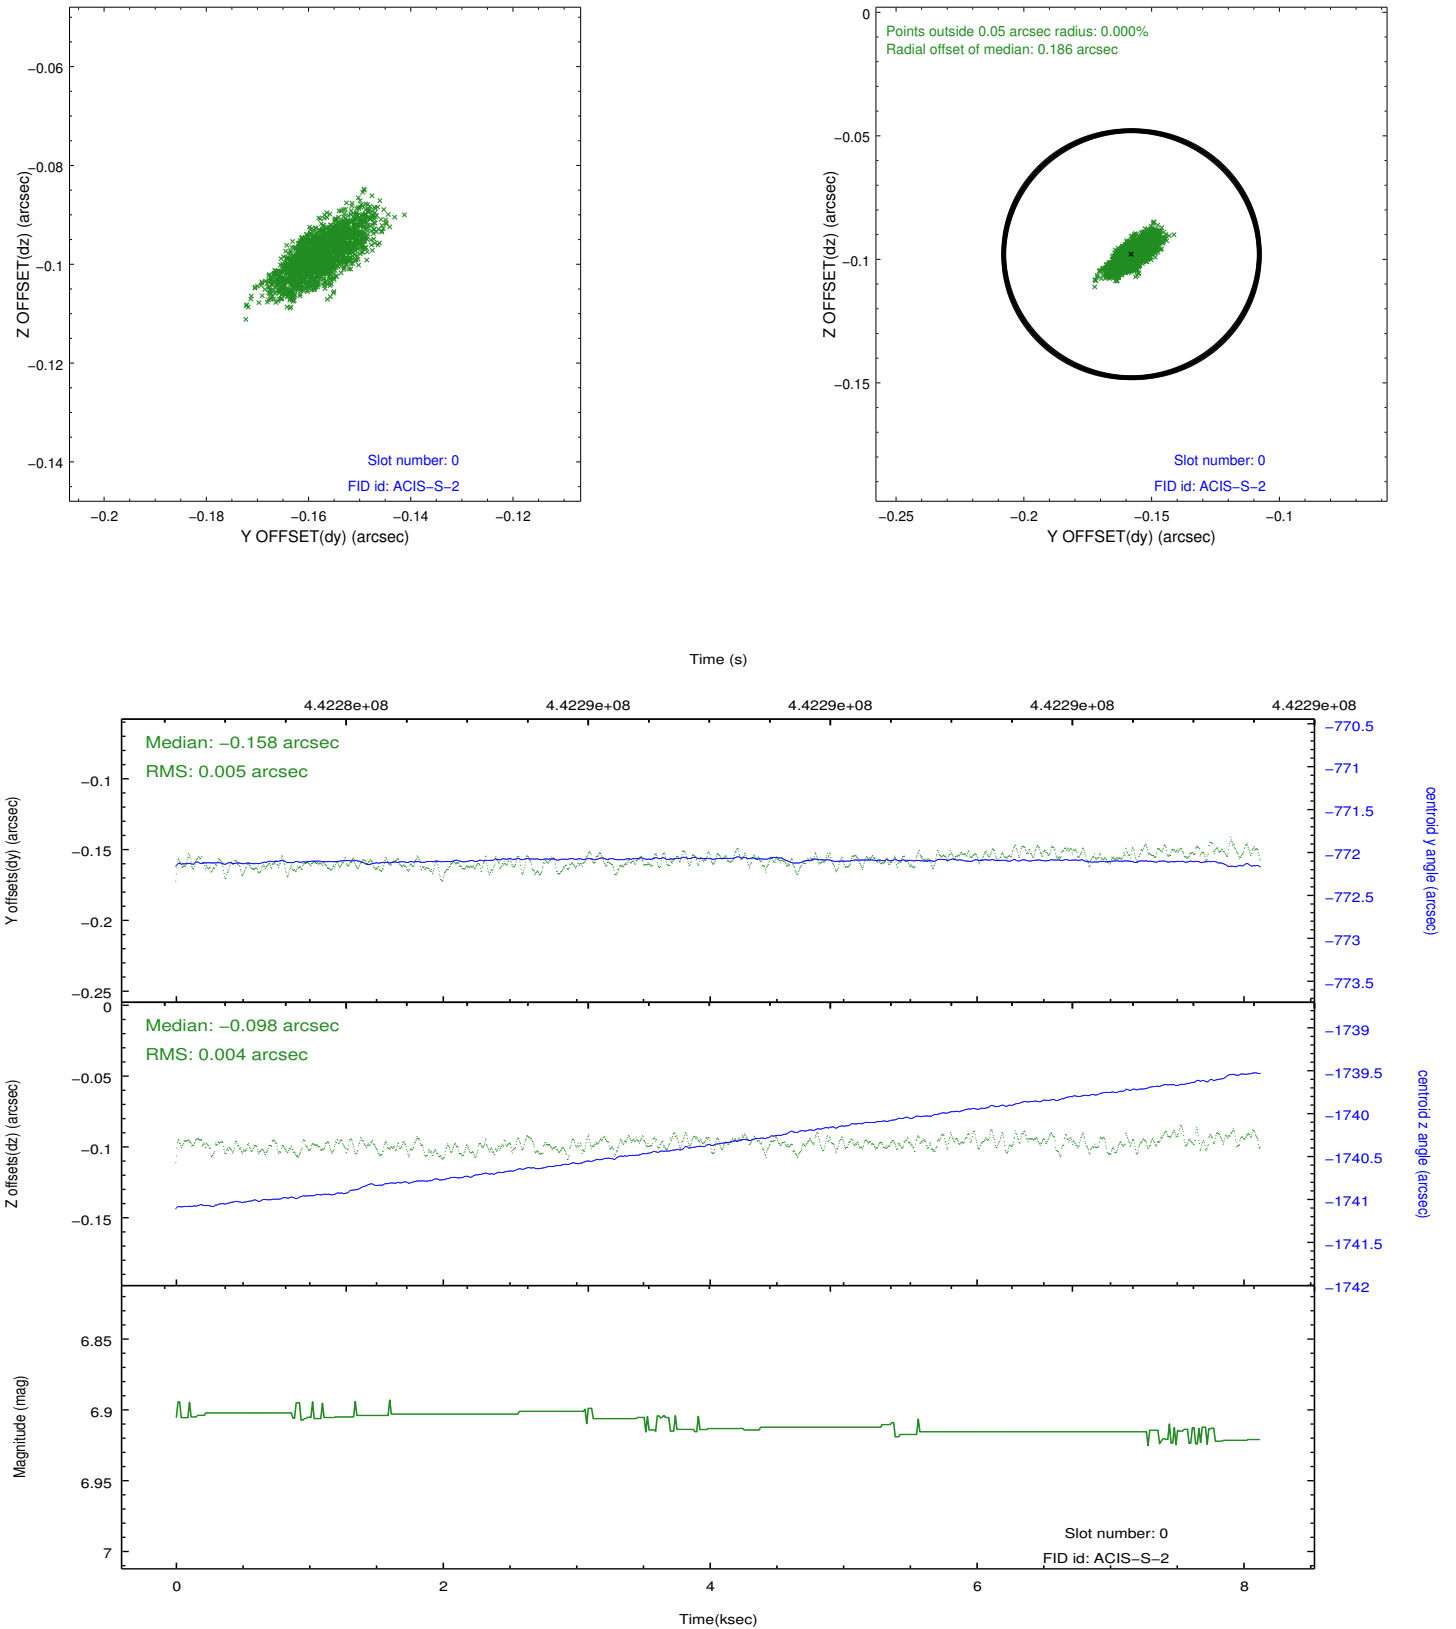 −0.06
−0.08
−0.1
−0.12
−0.14
Z OFFSET(dz) (arcsec)
Slot number: 0
FID id: ACIS−S−2
−0.2
−0.18
−0.16
−0.14
−0.12
Y OFFSET(dy) (arcsec)
Points outside 0.05 arcsec radius: 0.000%
Radial offset of median: 0.186 arcsec
0
−0.05
−0.1
−0.15
Z OFFSET(dz) (arcsec)
Slot number: 0
FID id: ACIS−S−2
−0.25
−0.2
−0.15
−0.1
Y OFFSET(dy) (arcsec)
Time (s)
4.4228e+08
4.4229e+08
4.4229e+08
4.4229e+08
4.4229e+08
Median: −0.158 arcsec
RMS: 0.005 arcsec
−0.1
−0.15
−0.2
−0.25
Y offsets(dy) (arcsec)
−770.5
−771
−771.5
−772
−772.5
−773
−773.5
centroid y angle (arcsec)
Median: −0.098 arcsec
RMS: 0.004 arcsec
0
−0.05
−0.1
−0.15
Z offsets(dz) (arcsec)
−1739
−1739.5
−1740
−1740.5
−1741
−1741.5
−1742
centroid z angle (arcsec)
6.85
6.9
6.95
7
Magnitude (mag)
Slot number: 0
FID id: ACIS−S−2
0
2
4
6
8
Time(ksec)